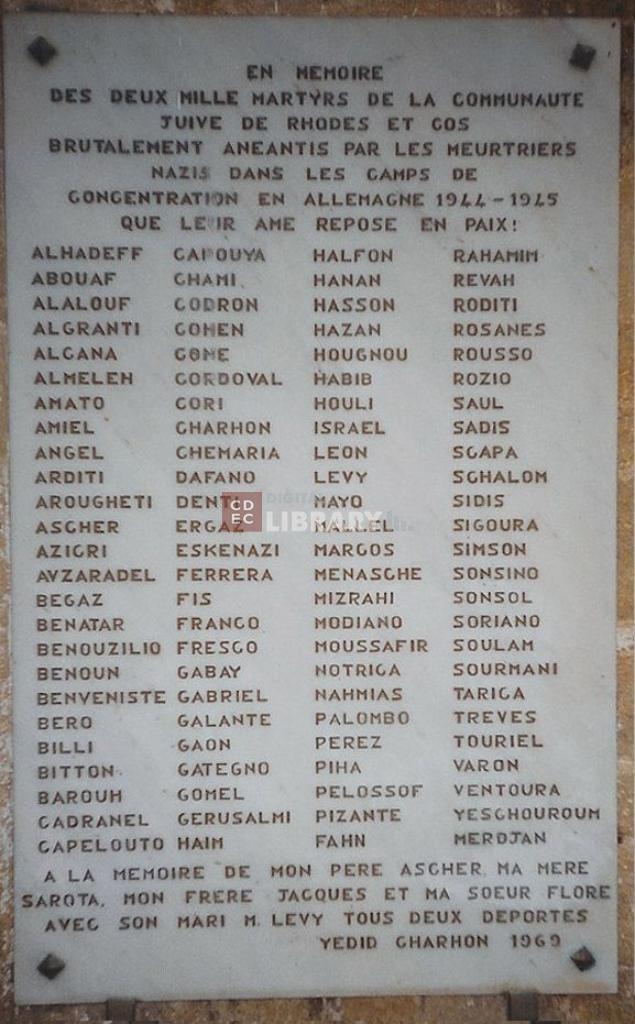 EN MEMOIRE
DES DEUX MILLE MARTYRS DE LA COMMUNAUTE
JUIVE DE RHODES ET COS
BRUTALEMENT ANEANTIS PAR LES MEURTRIERS
NAZIS DANS LES CAMPS DE
CONCENTRATION EN ALLEMAGNE 1944-1945
QUE LEUR AME REPOSE EN PAIX!
ALHADEFF CAPOUYA HALFON RAHAMIM
ABOUAF CHAMI HANAN REVAH
ALALOUF CODRON HASSON RODITI
ALGRANTI COHEN HAZAN ROSANES
ALCANA CONE HOUGNOU ROUSSO
ALMELEH CORDOVAL HABIB ROZIO
AMATO CORI HOULI SAUL
AMIEL CHARHON ISRAEL SADIS
ANGEL CHEMARIA LEON SCAPA
ARDITI DAFANO LEVY SCHALOM
AROUGHETI DENTI MAYO SIDIS
ASCHER ERGAZ MALLEL SIGOURA
AZICRI ESKENAZI MARCOS SIMSON
AVZARADEL FERRERA MENASCHE SONSINO
BEGAZ FIS MIZRAHI SONSOL
BENATAR FRANCO MODIANO SORIANO
BENOUZILIO FRESCO MOUSSAFIR SOULAM
BENOUN GABAY NOTRICA SOURMANI
BENVENISTE GABRIEL NAHMIAS TARICA
BERO GALANTE PALOMBO TREVES
BILLI GAON PEREZ TOURIEL
BITTON GATEGNO PIHA VARON
BAROUH GOMEL PELOSSOF VENTOURA
CADRANEL GERUSALMI PIZANTE YESCHOUROUM
CAPELOUTO HAIM FAHN MERDJAN
A LA MEMOIRE DE MON PERE ASCHER, MA MERE
SAROTA, MON FRERE JACQUES ET MA SOEUR FLORE
AVEC SON MARI M. LEVY TOUS DEUX DEPORTES
YEDID CHARHON 1969
CDEC DIGITAL LIBRARY